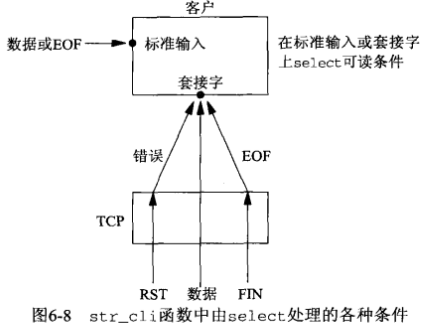 客户
数据或EOF
标准输入
在标准输入或套接字
上select可读条件
套接字
错误
EOF
TCP
RST
数据
FIN
图6-8 str_cli函数中由select处理的各种条件